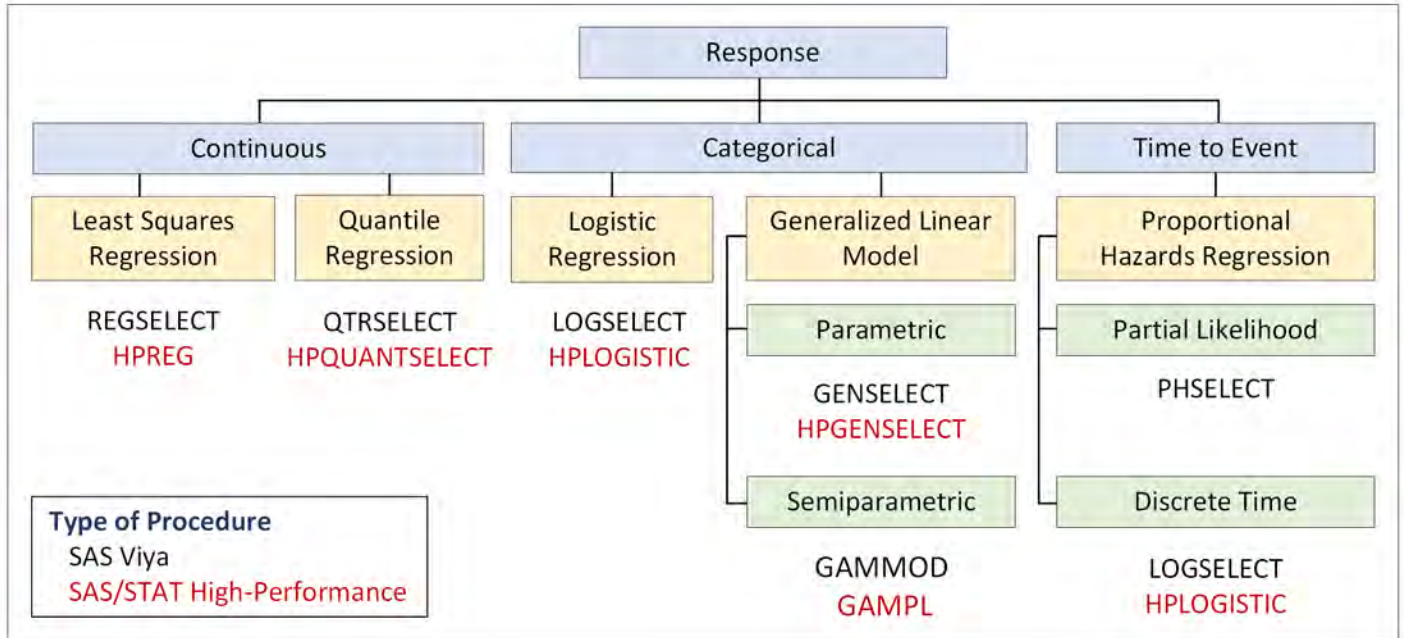 Response
Continuous
Categorical
Time to Event
Least Squares
Regression
Quantile
Regression
Logistic
Regression
Generalized Linear
Model
Proportional
Hazards Regression
REGSELECT
HPREG
QTRSELECT
HPQUANTSELECT
LOGSELECT
HPLOGISTIC
Parametric
GENSELECT
HPGENSELECT
Partial Likelihood
PHSELECT
Semiparametric
GAMMOD
GAMPL
Discrete Time
LOGSELECT
HPLOGISTIC
Type of Procedure
SAS Viya
SAS/STAT High-Performance